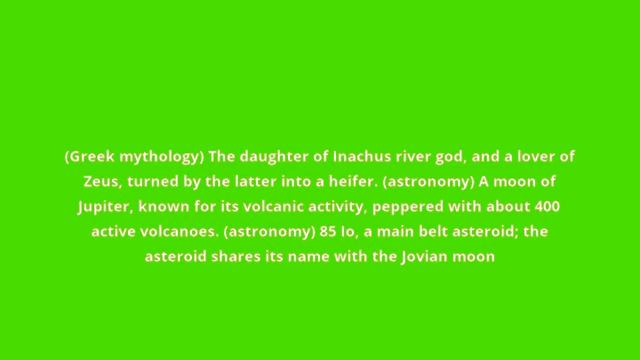 (Greek mythology) The daughter of Inachus river god, and a lover of
Zeus, turned by the latter into a heifer. (astronomy) A moon of
Jupiter, known for its volcanic activity, peppered with about 400
active volcanoes. (astronomy) 85 Io, a main belt asteroid; the
asteroid shares its name with the Jovian moon